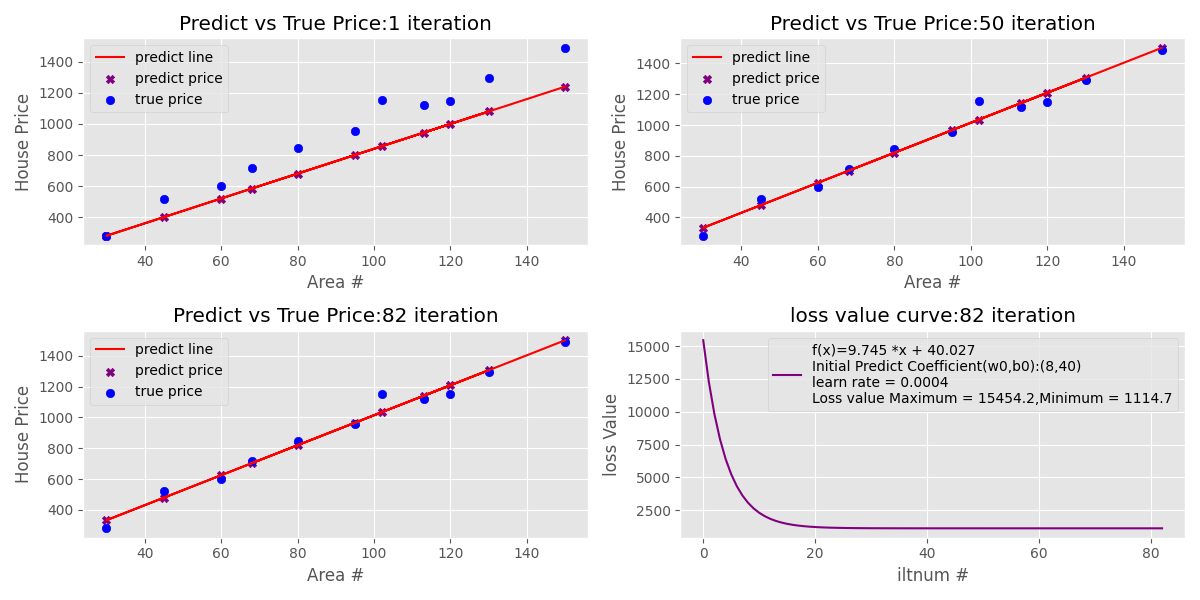 Predict vs True Price:1 iteration
predict line
predict price
true price
House Price
1400
1200
1000
800
600
400
40 60 80 100 120 140
Area #
Predict vs True Price:50 iteration
predict line
predict price
true price
House Price
1400
1200
1000
800
600
400
40 60 80 100 120 140
Area #
Predict vs True Price:82 iteration
predict line
predict price
true price
House Price
1400
1200
1000
800
600
400
40 60 80 100 120 140
Area #
loss value curve:82 iteration
f(x)=9.745 *x + 40.027
Initial Predict Coefficient(w0,b0):(8,40)
learn rate = 0.0004
Loss value Maximum = 15454.2,Minimum = 1114.7
loss Value
15000
12500
10000
7500
5000
2500
0 20 40 60 80
iltnum #